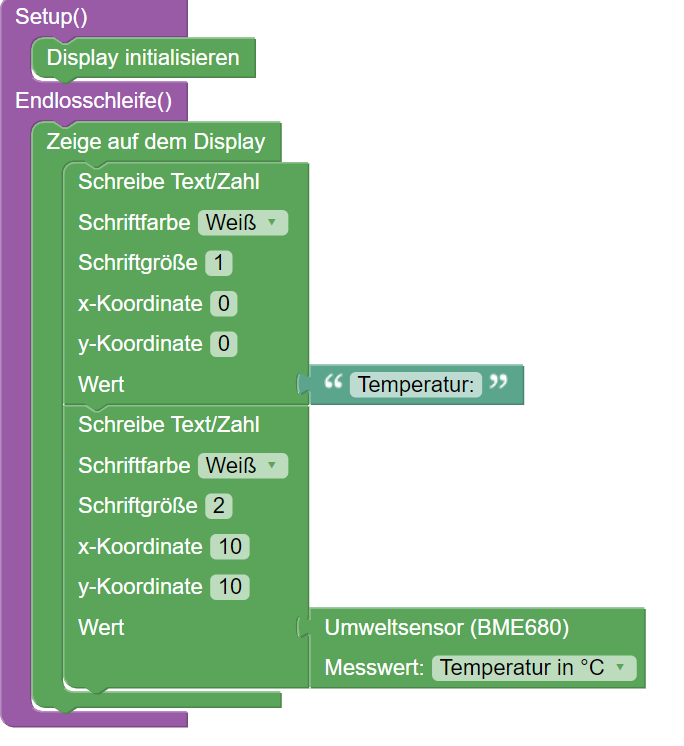 Setup()
Display initialisieren
Endlosschleife()
Zeige auf dem Display
Schreibe Text/Zahl
Schriftfarbe Weiß
Schriftgröße 1
x-Koordinate 0
y-Koordinate 0
Wert “ Temperatur: ”
Schreibe Text/Zahl
Schriftfarbe Weiß
Schriftgröße 2
x-Koordinate 10
y-Koordinate 10
Wert Umweltsensor (BME680)
Messwert: Temperatur in °C